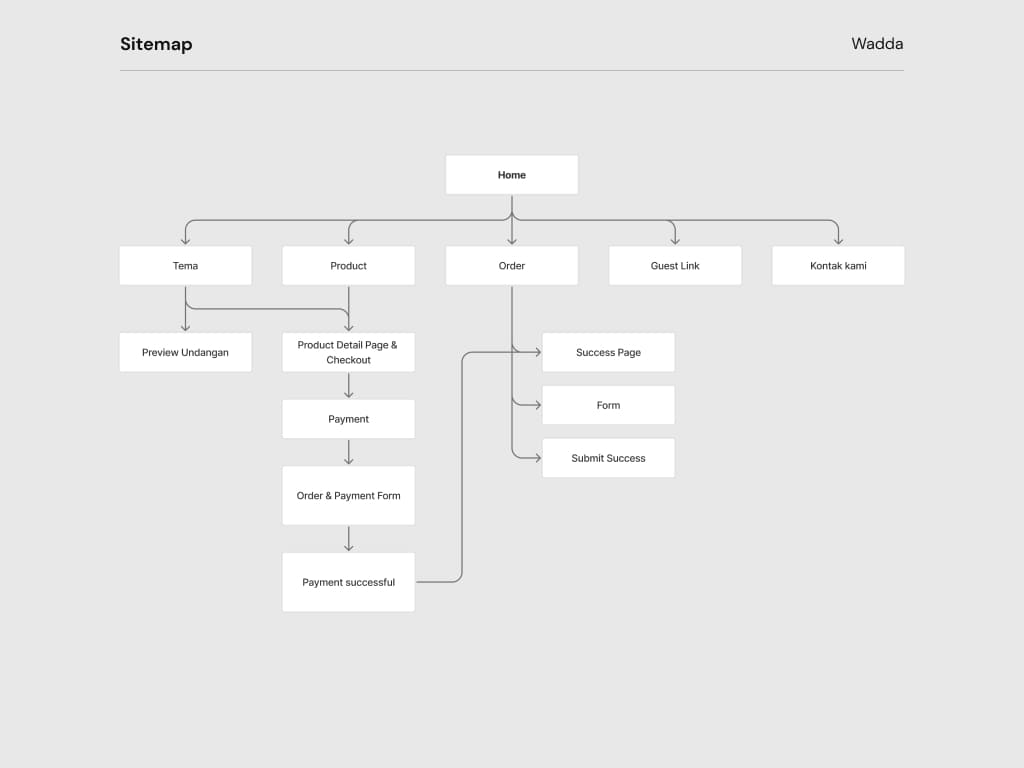 Sitemap
Wadda
Home
Tema
Product
Order
Guest Link
Kontak kami
Preview Undangan
Product Detail Page &
Checkout
Success Page
Form
Payment
Submit Success
Order & Payment Form
Payment successful